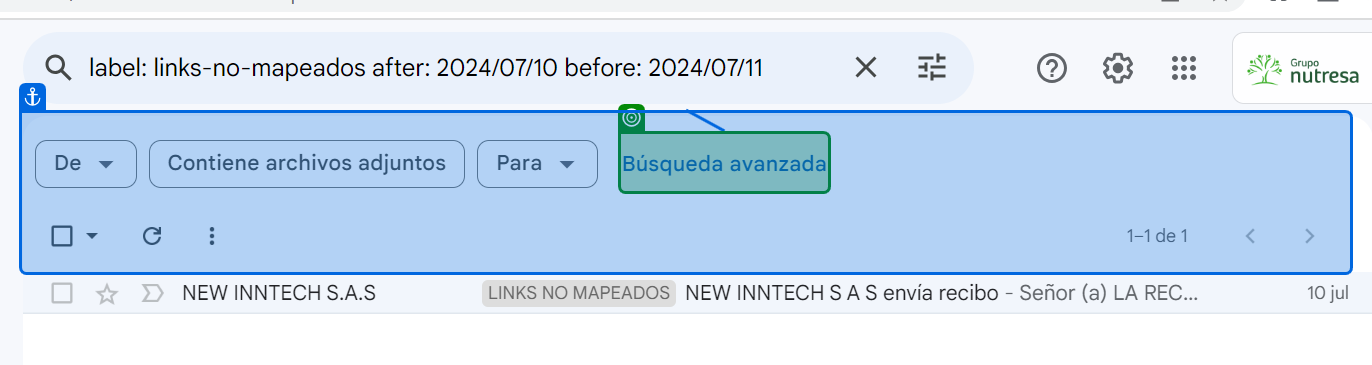 label: links-no-mapeados after: 2024/07/10 before: 2024/07/11
Grupo
nutresa
De
Contiene archivos adjuntos
Para
Búsqueda avanzada
1–1 de 1
NEW INNTECH S.A.S
LINKS NO MAPEADOS
NEW INNTECH S A S envía recibo - Señor (a) LA REC...
10 jul